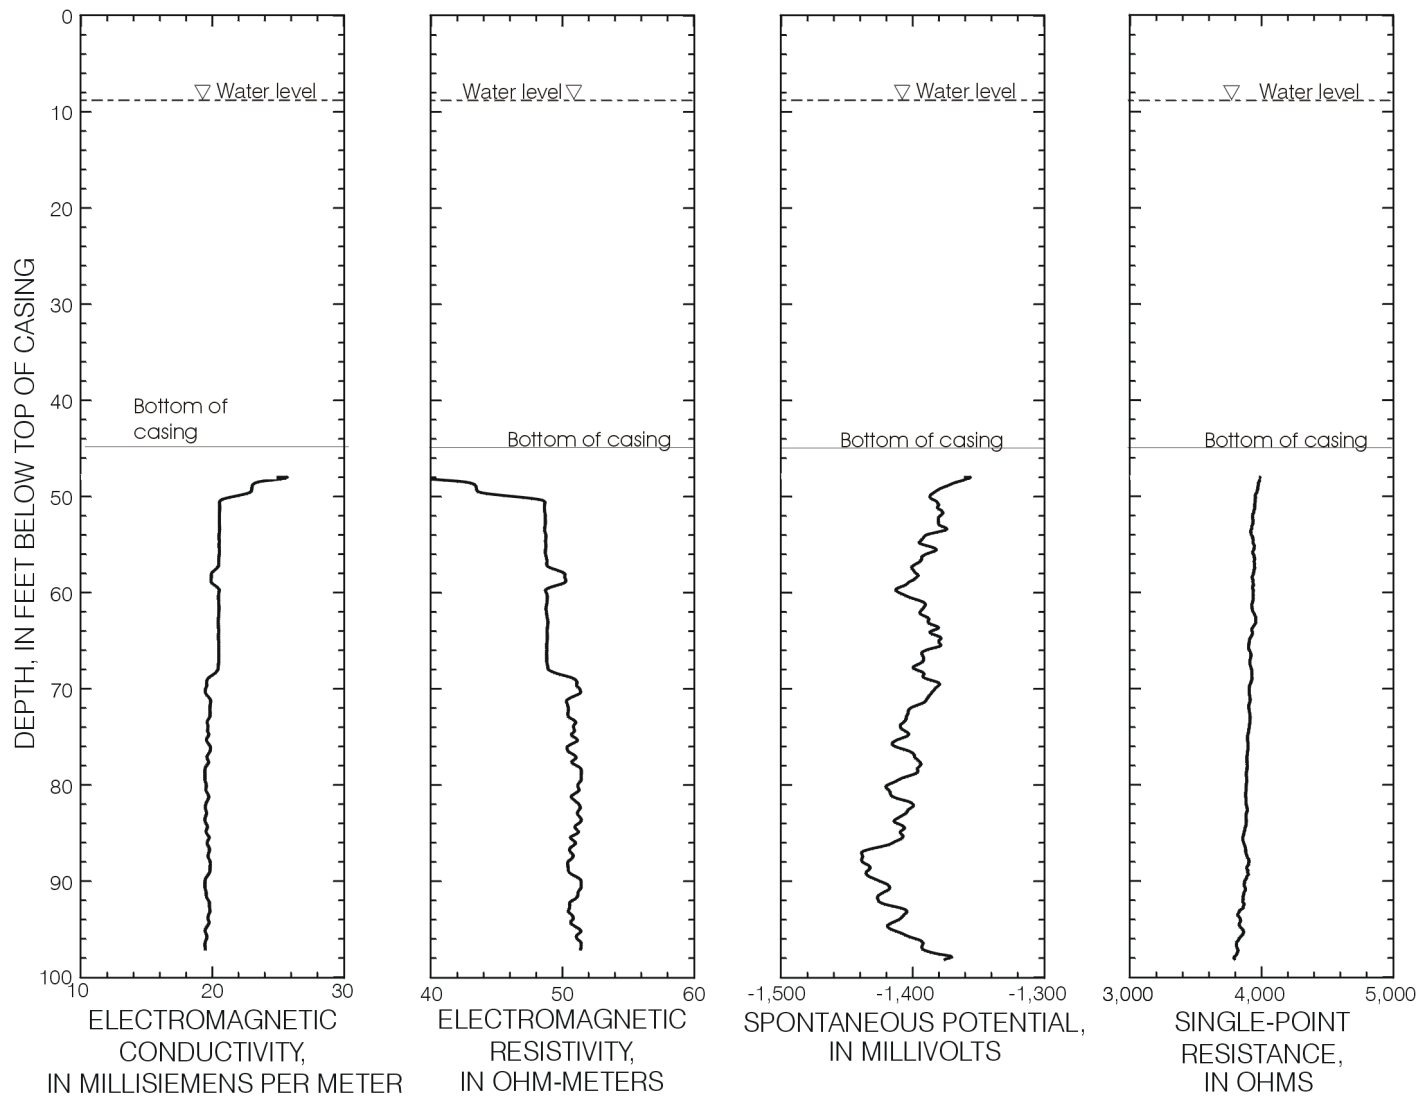 0
10
20
30
40
50
60
70
80
90
100
DEPTH, IN FEET BELOW TOP OF CASING
Water level
Bottom of
casing
10 20 30
ELECTROMAGNETIC
CONDUCTIVITY,
IN MILLISIEMENS PER METER
Water level
Bottom of casing
40 50 60
ELECTROMAGNETIC
RESISTIVITY,
IN OHM-METERS
Water level
Bottom of casing
-1,500 -1,400 -1,300
SPONTANEOUS POTENTIAL,
IN MILLIVOLTS
Water level
Bottom of casing
3,000 4,000 5,000
SINGLE-POINT
RESISTANCE,
IN OHMS